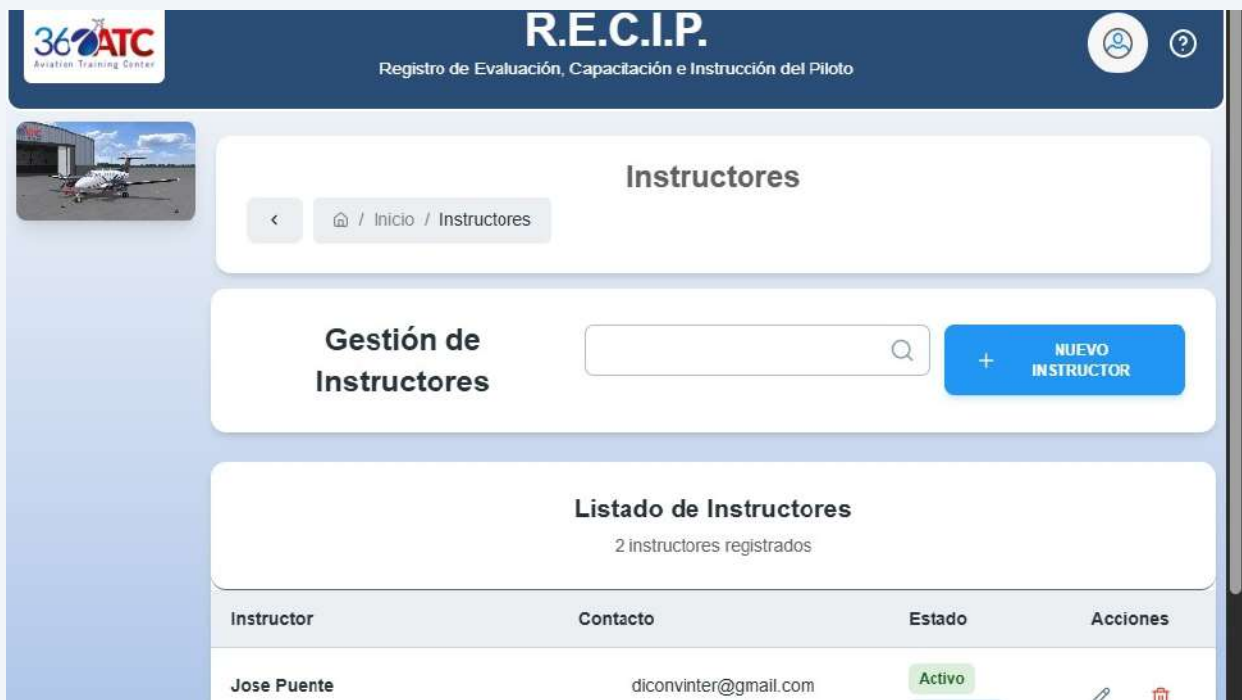 360ATC
Aviation Training Center
R.E.C.I.P.
Registro de Evaluación, Capacitación e Instrucción del Piloto
Instructores
/ Inicio / Instructores
Gestión de
Instructores
NUEVO
INSTRUCTOR
Listado de Instructores
2 instructores registrados
Instructor Contacto Estado Acciones
Jose Puente diconvinter@gmail.com Activo